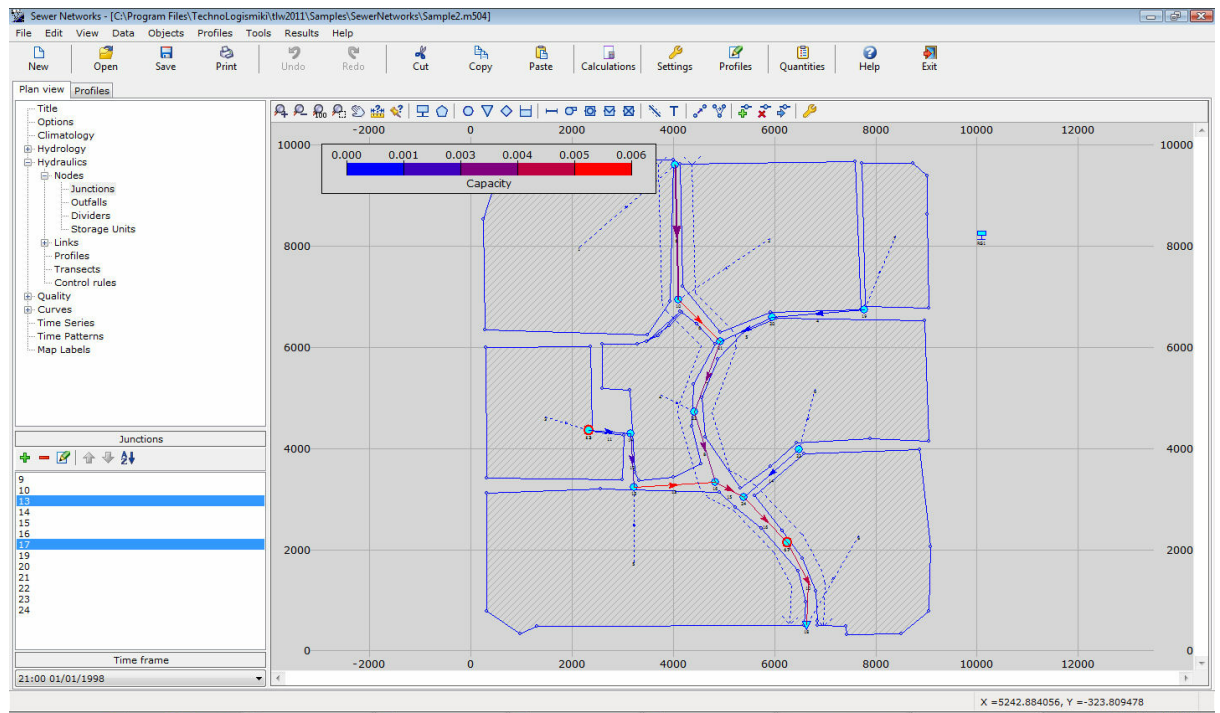 Sewer Networks - [C:\Program Files\TechnoLogismiki\tlw2011\Samples\SewerNetworks\Sample2.m504]
File Edit View Data Objects Profiles Tools Results Help
New Open Save Print Undo Redo Cut Copy Paste Calculations Settings Profiles Quantities Help Exit
Plan view Profiles
Title
Options
Climatology
Hydrology
Hydraulics
Nodes
Junctions
Outfalls
Dividers
Storage Units
Links
Profiles
Transects
Control rules
Quality
Curves
Time Series
Time Patterns
Map Labels
Junctions
9
10
13
14
15
16
17
19
20
21
22
23
24
Time frame
21:00 01/01/1998
100
T
-2000 0 2000 4000 6000 8000 10000 12000
10000 10000
0.000 0.001 0.003 0.004 0.005 0.006
Capacity
8000 8000
6000 6000
4000 4000
2000 2000
0 0
-2000 0 2000 4000 6000 8000 10000 12000
X =5242.884056, Y =-323.809478